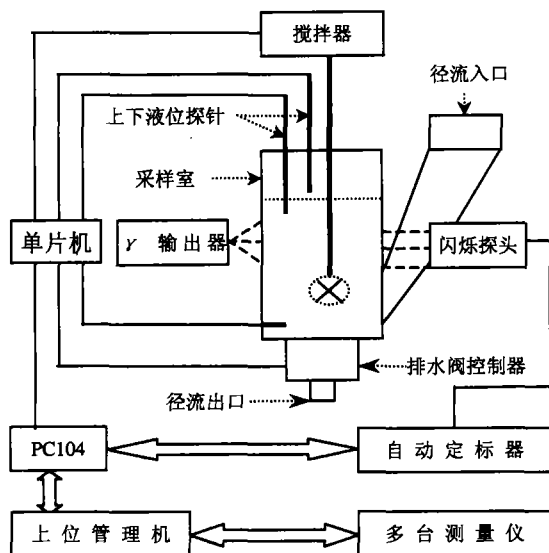 搅拌器
径流入口
上下液位探针
采样室
单片机
γ 输出器
闪烁探头
排水阀控制器
径流出口
PC104
自动定标器
上位管理机
多台测量仪